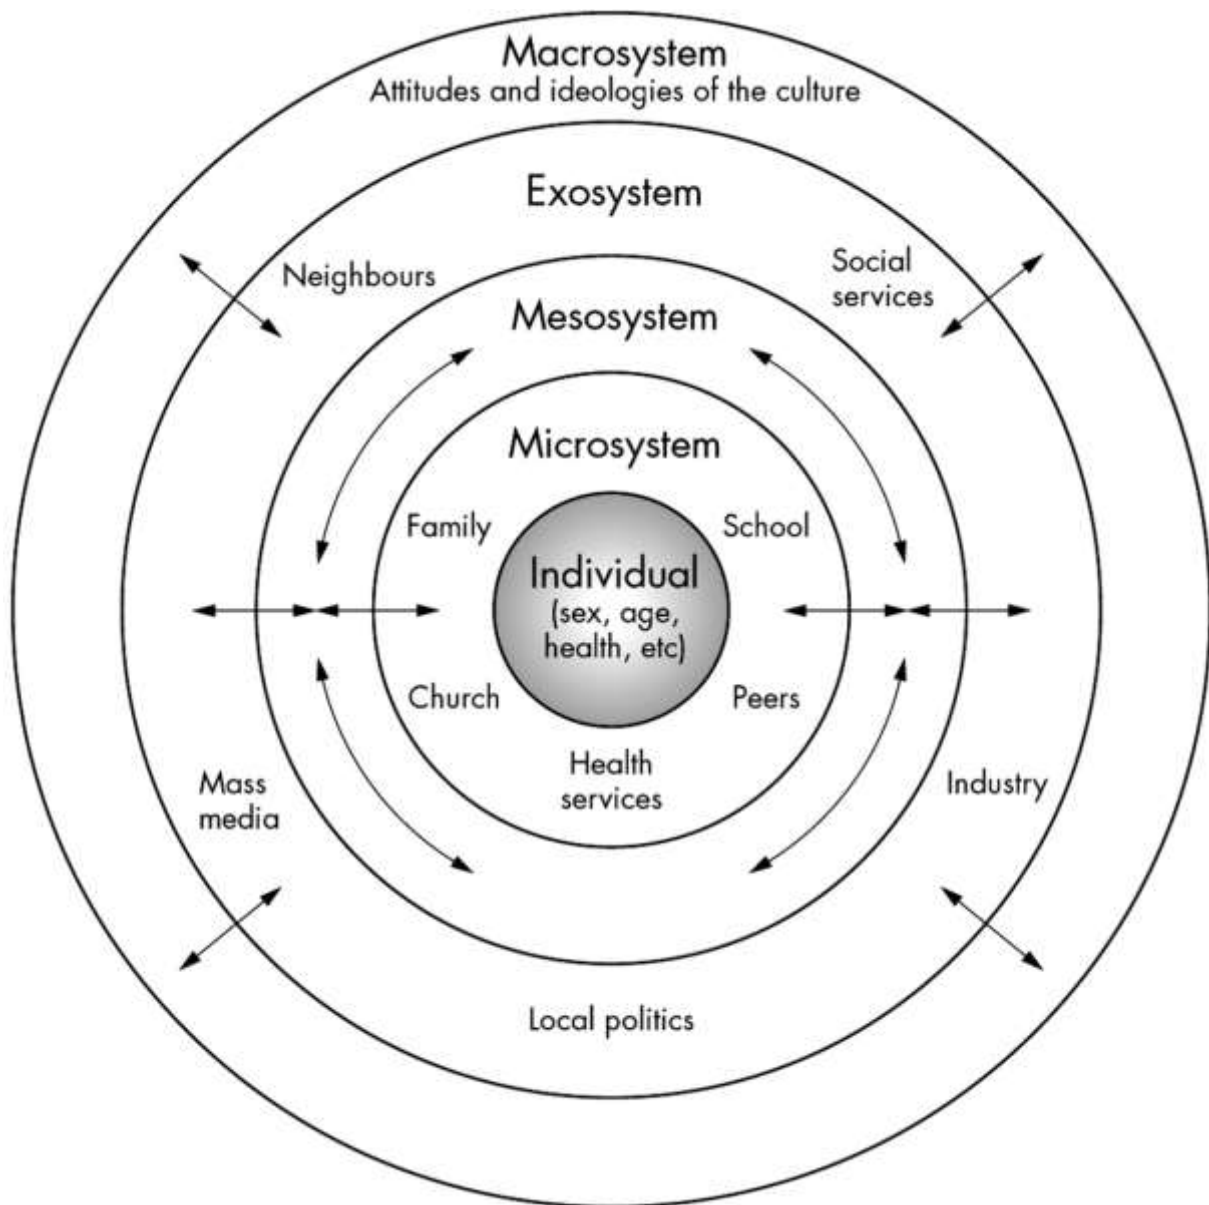 Macrosystem
Attitudes and ideologies of the culture
Exosystem
Neighbours
Social
services
Mesosystem
Microsystem
Family
School
Individual
(sex, age,
health, etc)
Church
Peers
Health
services
Mass
media
Industry
Local politics